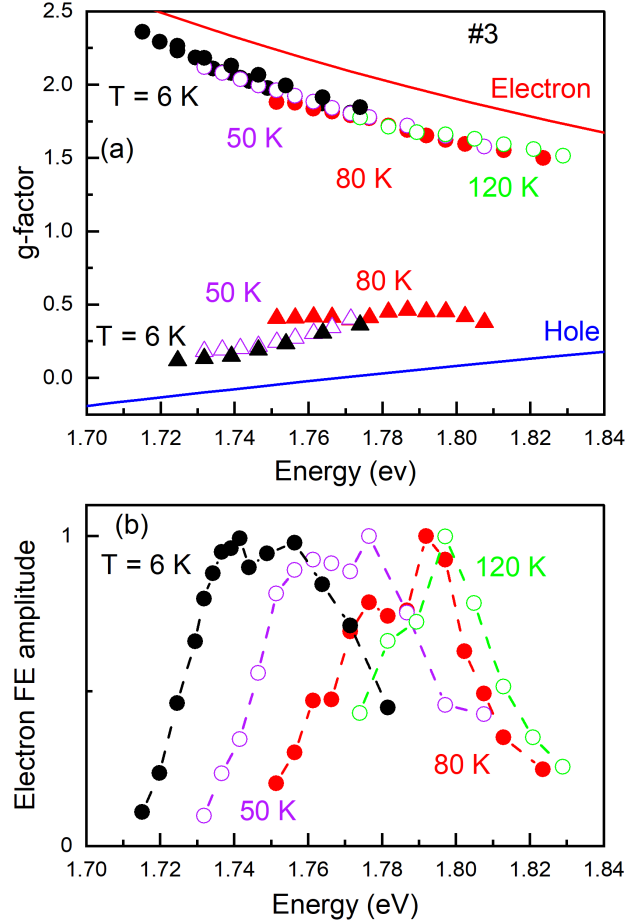 2.5
2.0
1.5
1.0
0.5
0.0
g-factor
#3
Electron
T = 6 K
50 K
(a)
80 K
120 K
50 K
80 K
T = 6 K
Hole
1.70 1.72 1.74 1.76 1.78 1.80 1.82 1.84
Energy (ev)
(b)
1
0
Electron FE amplitude
T = 6 K
120 K
50 K
80 K
1.70 1.72 1.74 1.76 1.78 1.80 1.82 1.84
Energy (eV)